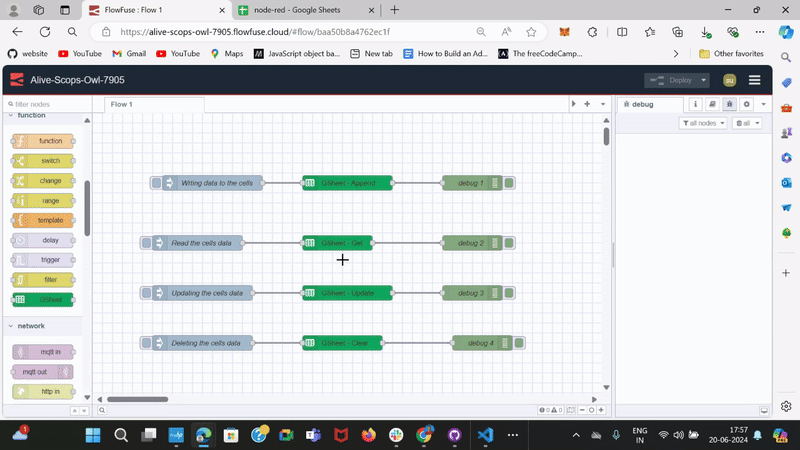 FlowFuse : Flow 1
node-red - Google Sheets
https://alive-scops-owl-7905.flowfuse.cloud/#flow/baa50b8a4762ec1f
website
YouTube
Gmail
YouTube
Maps
JavaScript object ba...
New tab
How to Build an Ad...
The freeCodeCamp...
Other favorites
Alive-Scops-Owl-7905
Deploy
pu
filter nodes
Flow 1
debug
all nodes
all
function
function
switch
change
range
template
delay
trigger
filter
GSheet
network
mqtt in
mqtt out
http in
Wiriting data to the cells
GSheet - Append
debug 1
Read the cells data
GSheet - Get
debug 2
Updating the cells data
GSheet - Update
debug 3
Deleting the cells data
GSheet - Clear
debug 4
0
0
1
ENG
IN
17:57
20-06-2024